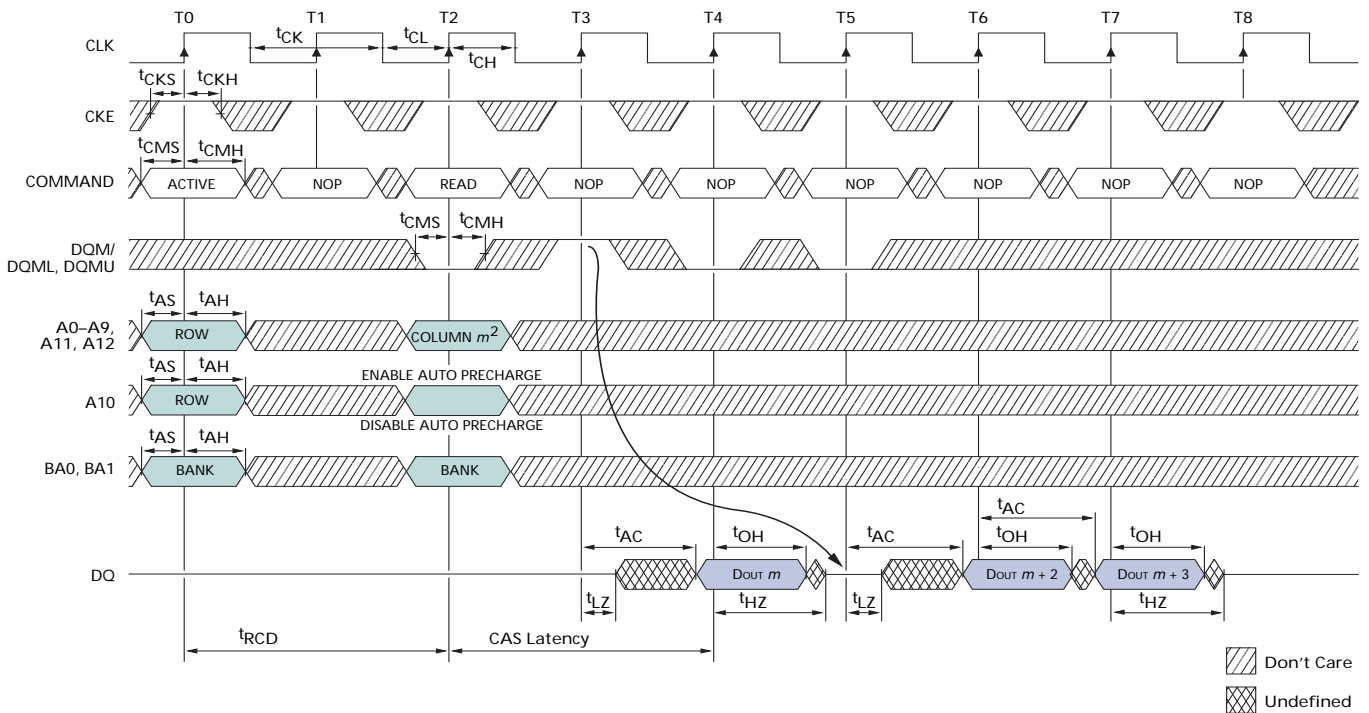 T0 T1 T2 T3 T4 T5 T6 T7 T8
CLK
tCK tCL
tCH
tCKS tCKH
CKE
tCMS tCMH
COMMAND
ACTIVE NOP READ NOP NOP NOP NOP NOP NOP
tCMS tCMH
DQM/
DQML, DQMU
tAS tAH
A0–A9,
A11, A12
ROW COLUMN m2
tAS tAH
ENABLE AUTO PRECHARGE
A10
ROW
DISABLE AUTO PRECHARGE
tAS tAH
BA0, BA1
BANK BANK
tAC
tAC tOH tAC tOH tOH
DQ
DOUT m DOUT m + 2 DOUT m + 3
tLZ tHZ tLZ tHZ
tRCD CAS Latency
Don't Care
Undefined